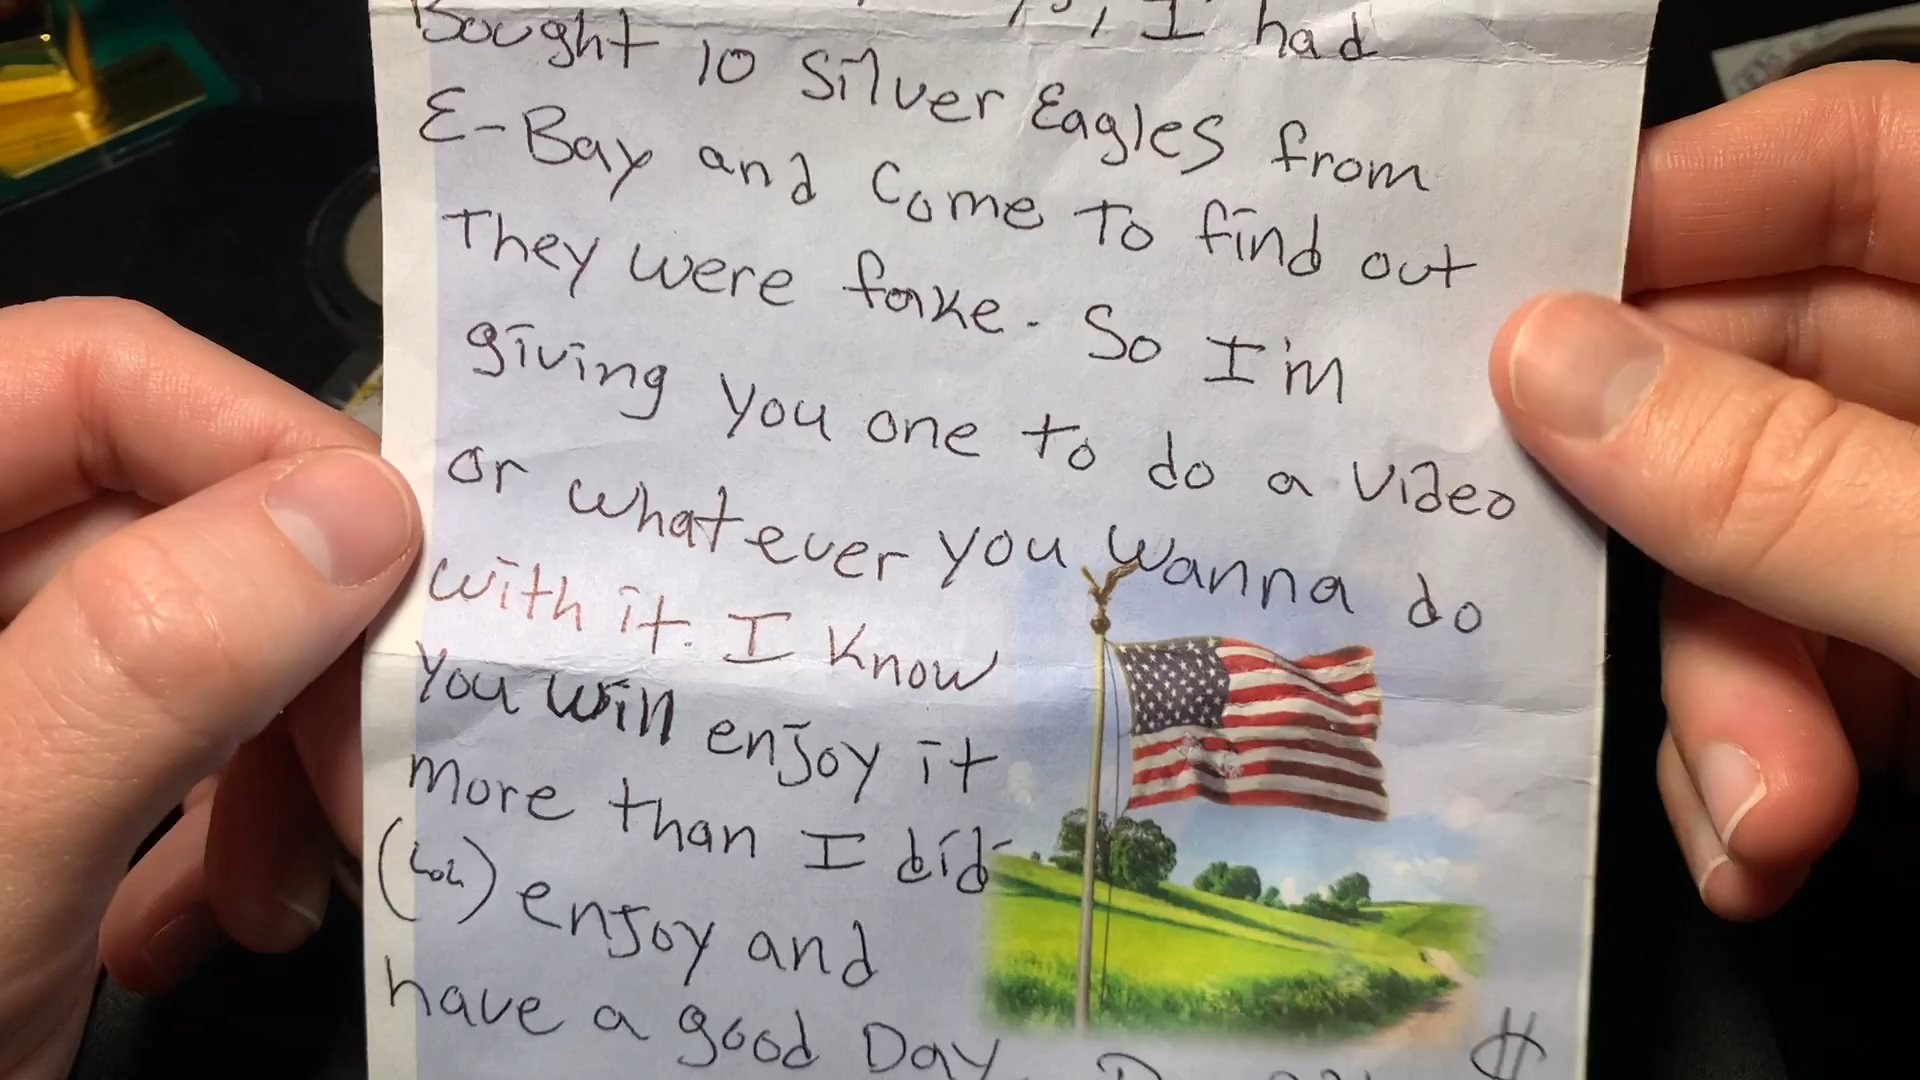 I had
Bought 10 Silver Eagles from
E-Bay and Come To find out
They were fake. So I'm
giving you one to do a video
or whatever you wanna do
with it. I know
you will enjoy it
more than I did
(LoL) enjoy and
have a good Day.